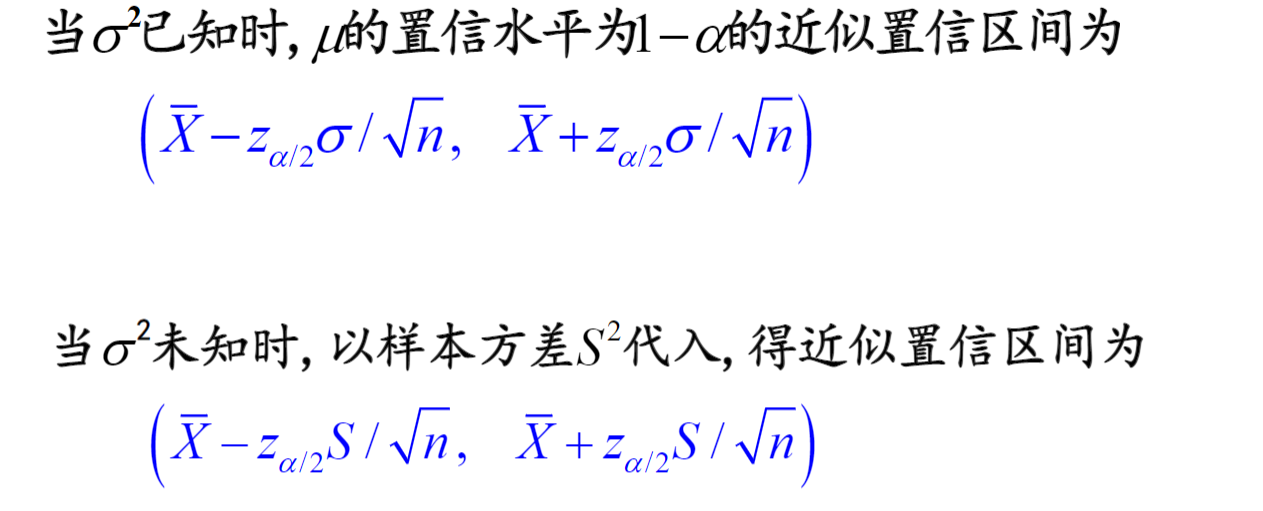 当σ²已知时, μ的置信水平为1−α的近似置信区间为
(X̅−z_{α/2}σ/√n, X̅+z_{α/2}σ/√n)
当σ²未知时, 以样本方差S²代入, 得近似置信区间为
(X̅−z_{α/2}S/√n, X̅+z_{α/2}S/√n)